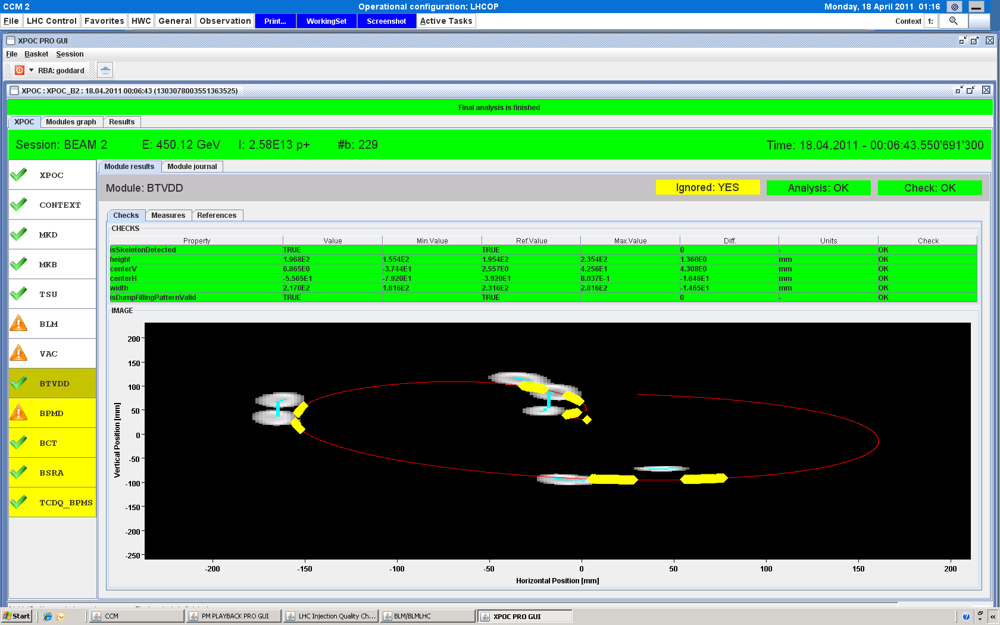 CCM 2 Operational configuration: LHCOP Monday, 18 April 2011 01:16
File LHC Control Favorites HWC General Observation Print... WorkingSet Screenshot Active Tasks Context 1:
XPOC PRO GUI
File Basket Session
RBA: goddard
XPOC : XPOC_B2 : 18.04.2011 00:06:43 (1303078003551363525)
Final analysis is finished
XPOC Modules graph Results
Session: BEAM 2 E: 450.12 GeV I: 2.58E13 p+ #b: 229 Time: 18.04.2011 - 00:06:43.550'691'300
XPOC
CONTEXT
MKD
MKB
TSU
BLM
VAC
BTVDD
BPMD
BCT
BSRA
TCDQ_BPMS
Module results Module journal
Module: BTVDD Ignored: YES Analysis: OK Check: OK
Checks Measures References
CHECKS
Property Value Min.Value Ref.Value Max.Value Diff. Units Check
isSkeletonDetected TRUE TRUE 0 - OK
height 1.968E2 1.554E2 1.954E2 2.354E2 1.360E0 mm OK
centerV 6.865E0 -3.744E1 2.557E0 4.256E1 4.308E0 mm OK
centerH -5.565E1 -7.920E1 -3.920E1 8.037E-1 -1.646E1 mm OK
width 2.170E2 1.816E2 2.316E2 2.816E2 -1.465E1 mm OK
isDumpFillingPatternValid TRUE TRUE 0 - OK
IMAGE
Vertical Position [mm]
200
150
100
50
0
-50
-100
-150
-200
-250
-200 -150 -100 -50 0 50 100 150 200
Horizontal Position [mm]
Start CCM PM PLAYBACK PRO GUI LHC Injection Quality Ch... BLM/BLMLHC XPOC PRO GUI